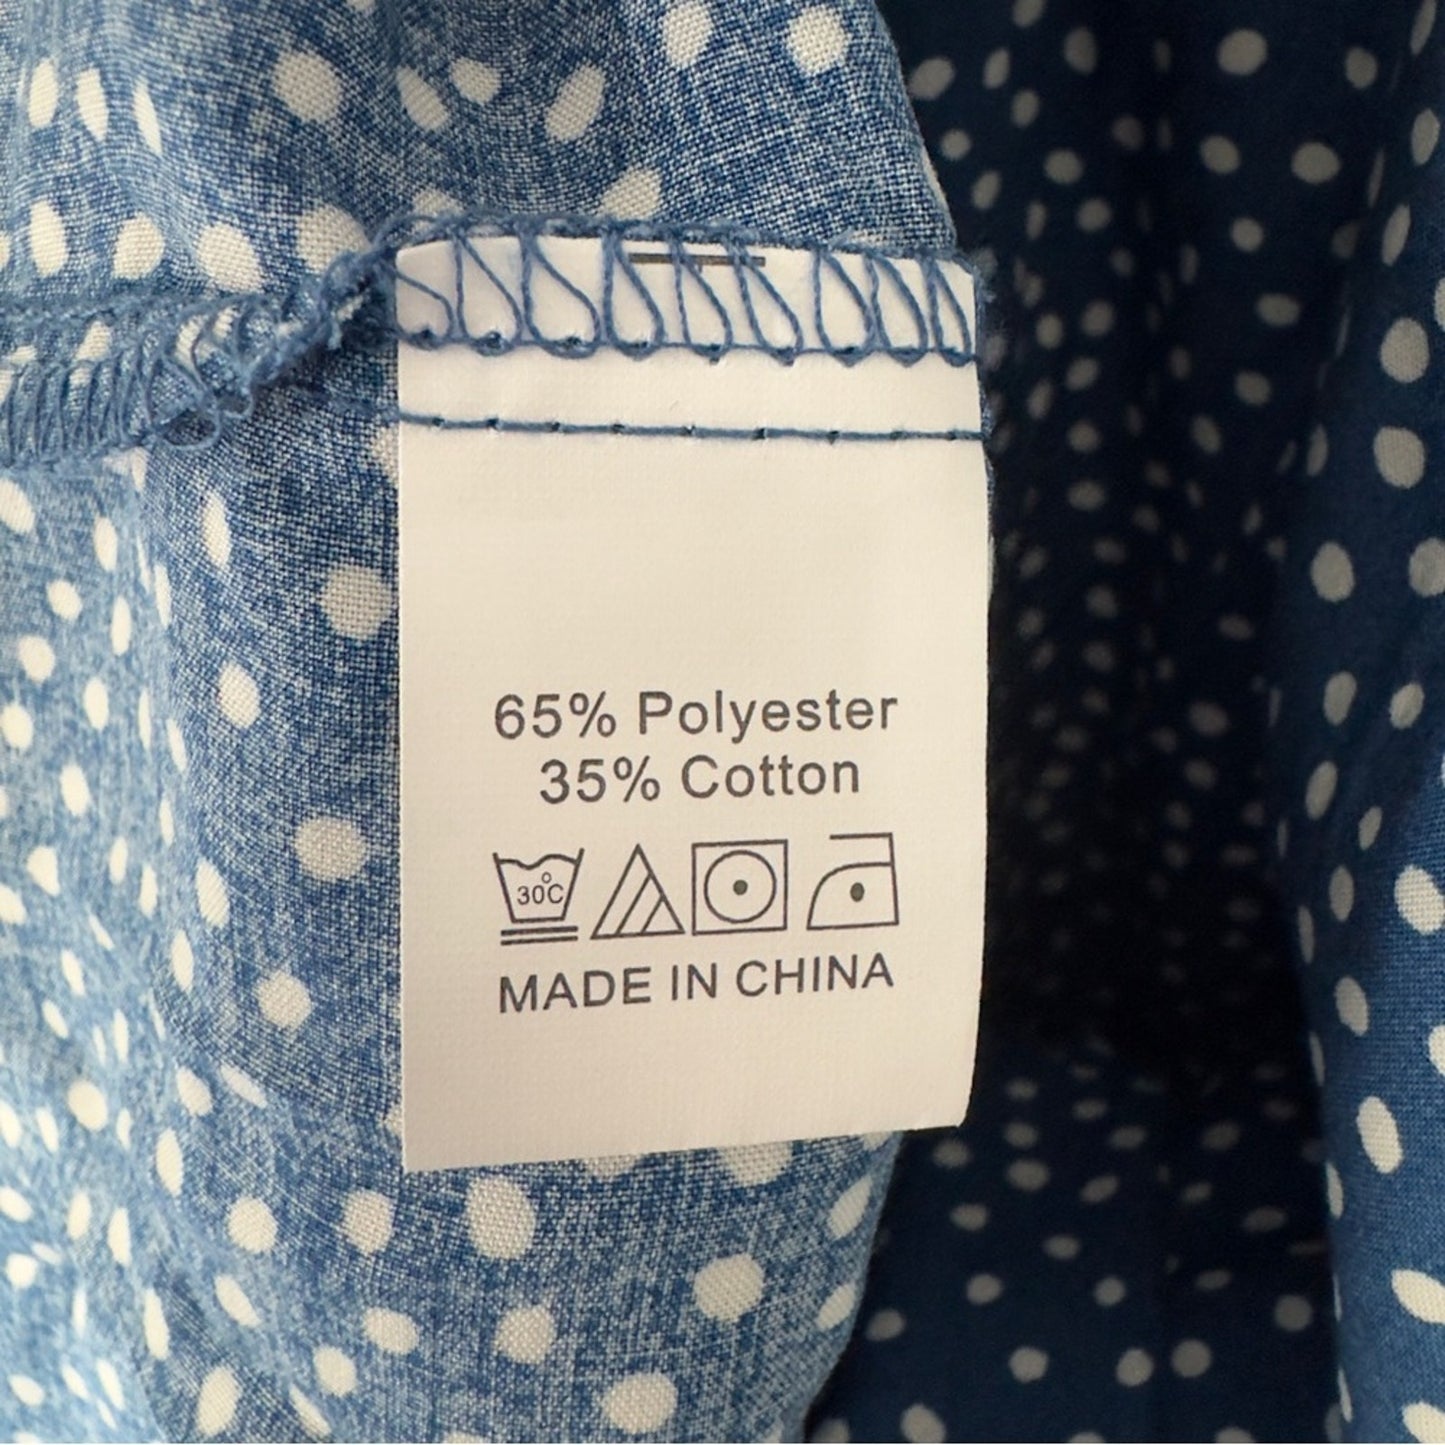 65% Polyester
35% Cotton
30°C
MADE IN CHINA